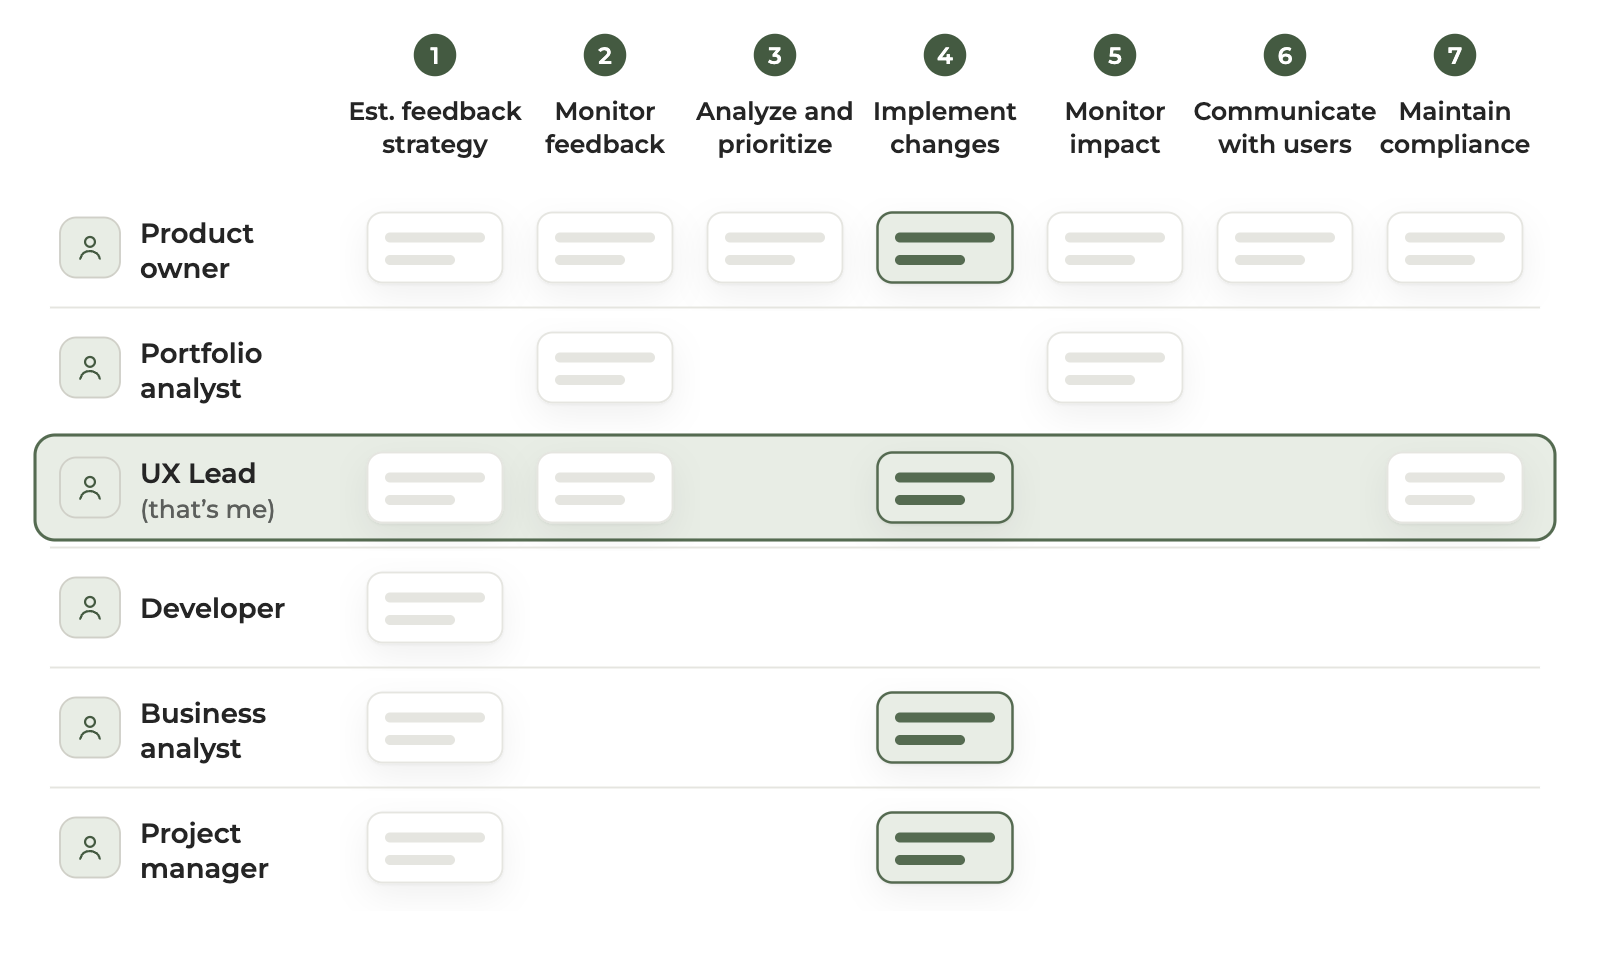 1
2
3
4
5
6
7
Est. feedback
strategy
Monitor
feedback
Analyze and
prioritize
Implement
changes
Monitor
impact
Communicate
with users
Maintain
compliance
Product
owner
Portfolio
analyst
UX Lead
(that’s me)
Developer
Business
analyst
Project
manager